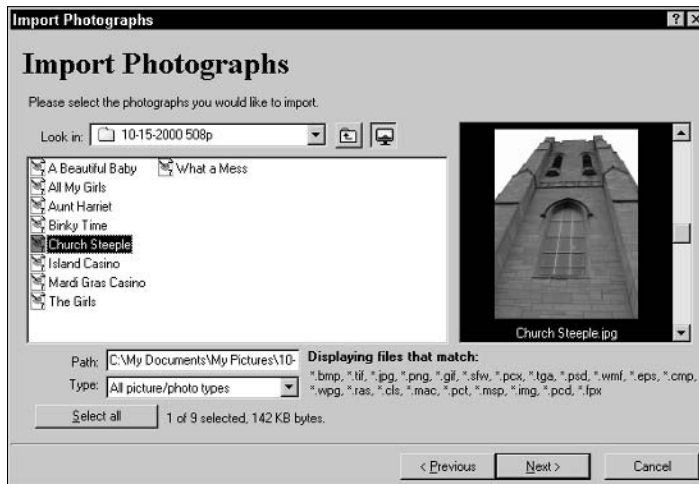 Import Photographs
Import Photographs
Please select the photographs you would like to import.
Look in: 10-15-2000 508p
A Beautiful Baby
All My Girls
Aunt Harriet
Binky Time
Church Steeple
Island Casino
Mardi Gras Casino
The Girls
What a Mess
Church Steeple.jpg
Path: C:\My Documents\My Pictures\10-
Type: All picture/photo types
Displaying files that match:
*.bmp, *.tif, *.jpg, *.png, *.gif, *.sfw, *.pcx, *.tga, *.psd, *.wmf, *.eps, *.cmp,
*.wpg, *.ras, *.cls, *.mac, *.pct, *.msp, *.img, *.pcd, *.fpx
Select all
1 of 9 selected, 142 KB bytes.
< Previous
Next >
Cancel